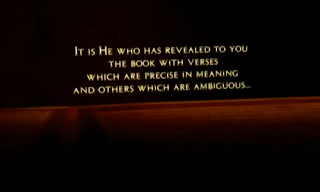 It is He who has revealed to you
the book with verses
which are precise in meaning
and others which are ambiguous...